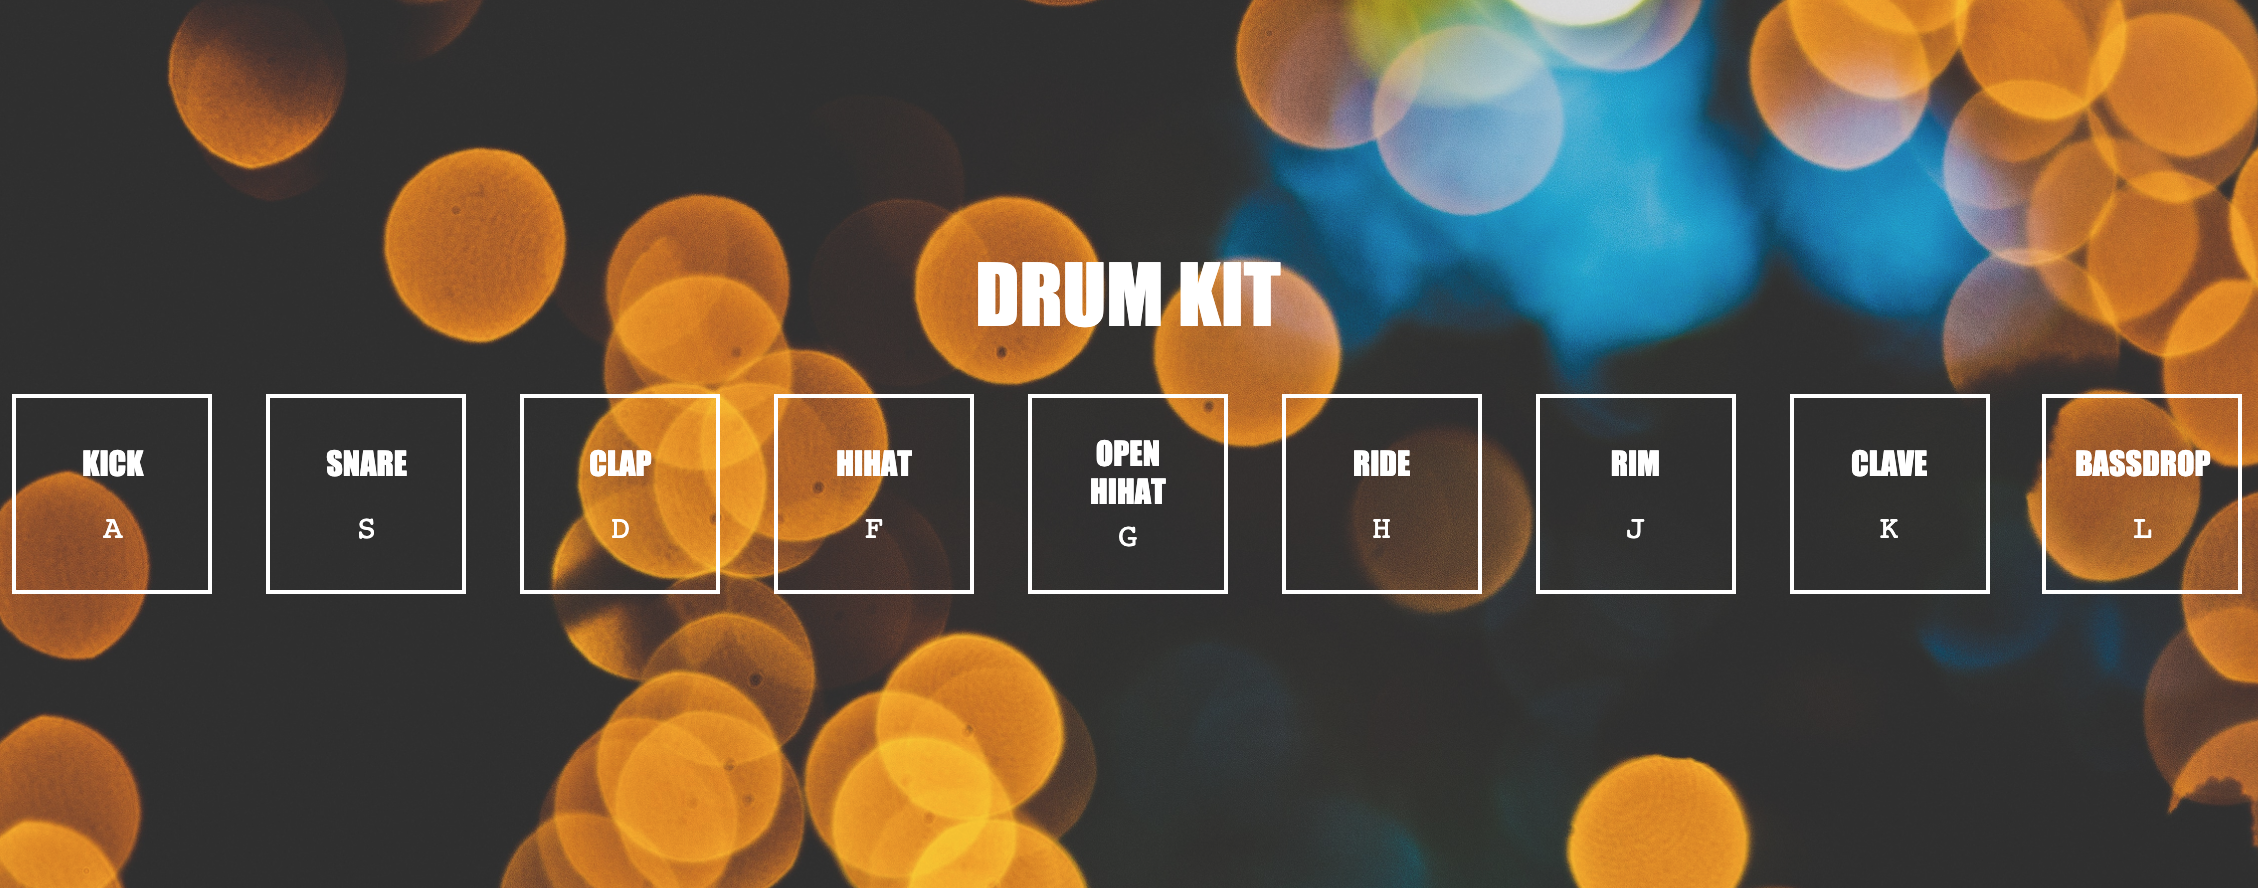 DRUM KIT
KICK
A
SNARE
S
CLAP
D
HIHAT
F
OPEN
HIHAT
G
RIDE
H
RIM
J
CLAVE
K
BASSDROP
L